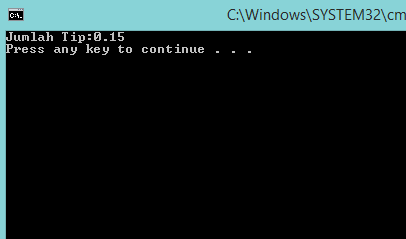 C:\Windows\SYSTEM32\cm
Jumlah Tip:0.15
Press any key to continue . . .